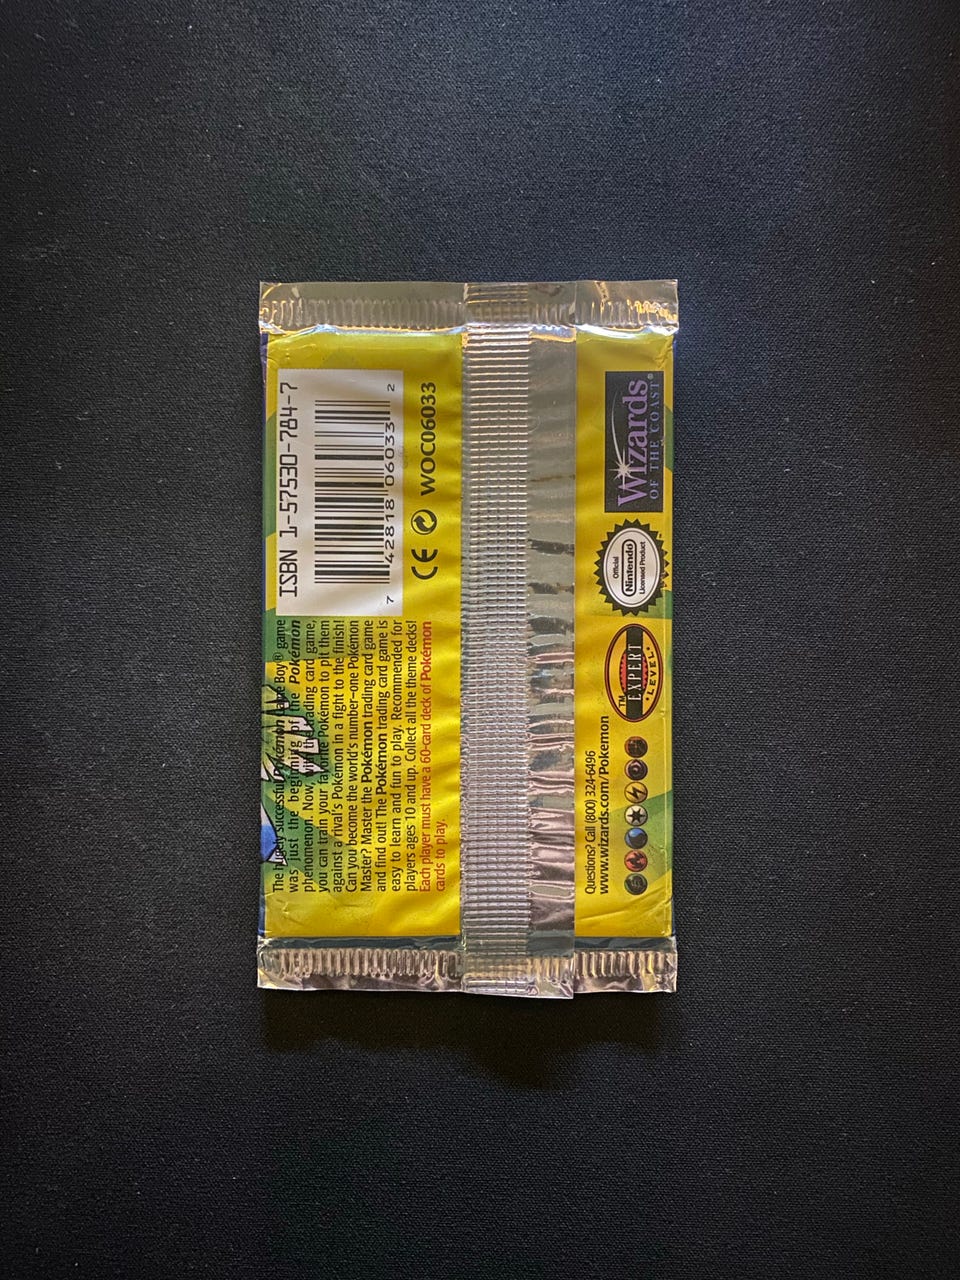 ISBN 1-57530-784-7
7 42818 06033 2
CE WOC06033
The hugely successful Pokémon Game Boy® game
was just the beginning of the Pokémon
phenomenon. Now, with the trading card game,
you can train your favorite Pokémon to pit them
against a rival's Pokémon in a fight to the finish!
Can you become the world's number-one Pokémon
Master? Master the Pokémon trading card game
and find out! The Pokémon trading card game is
easy to learn and fun to play. Recommended for
players ages 10 and up. Collect all the theme decks!
Each player must have a 60-card deck of Pokémon
cards to play.
Questions? Call (800) 324-6496
www.wizards.com/Pokemon
TM
EXPERT
LEVEL
Official
Nintendo
Licensed Product
Wizards
OF THE COAST®